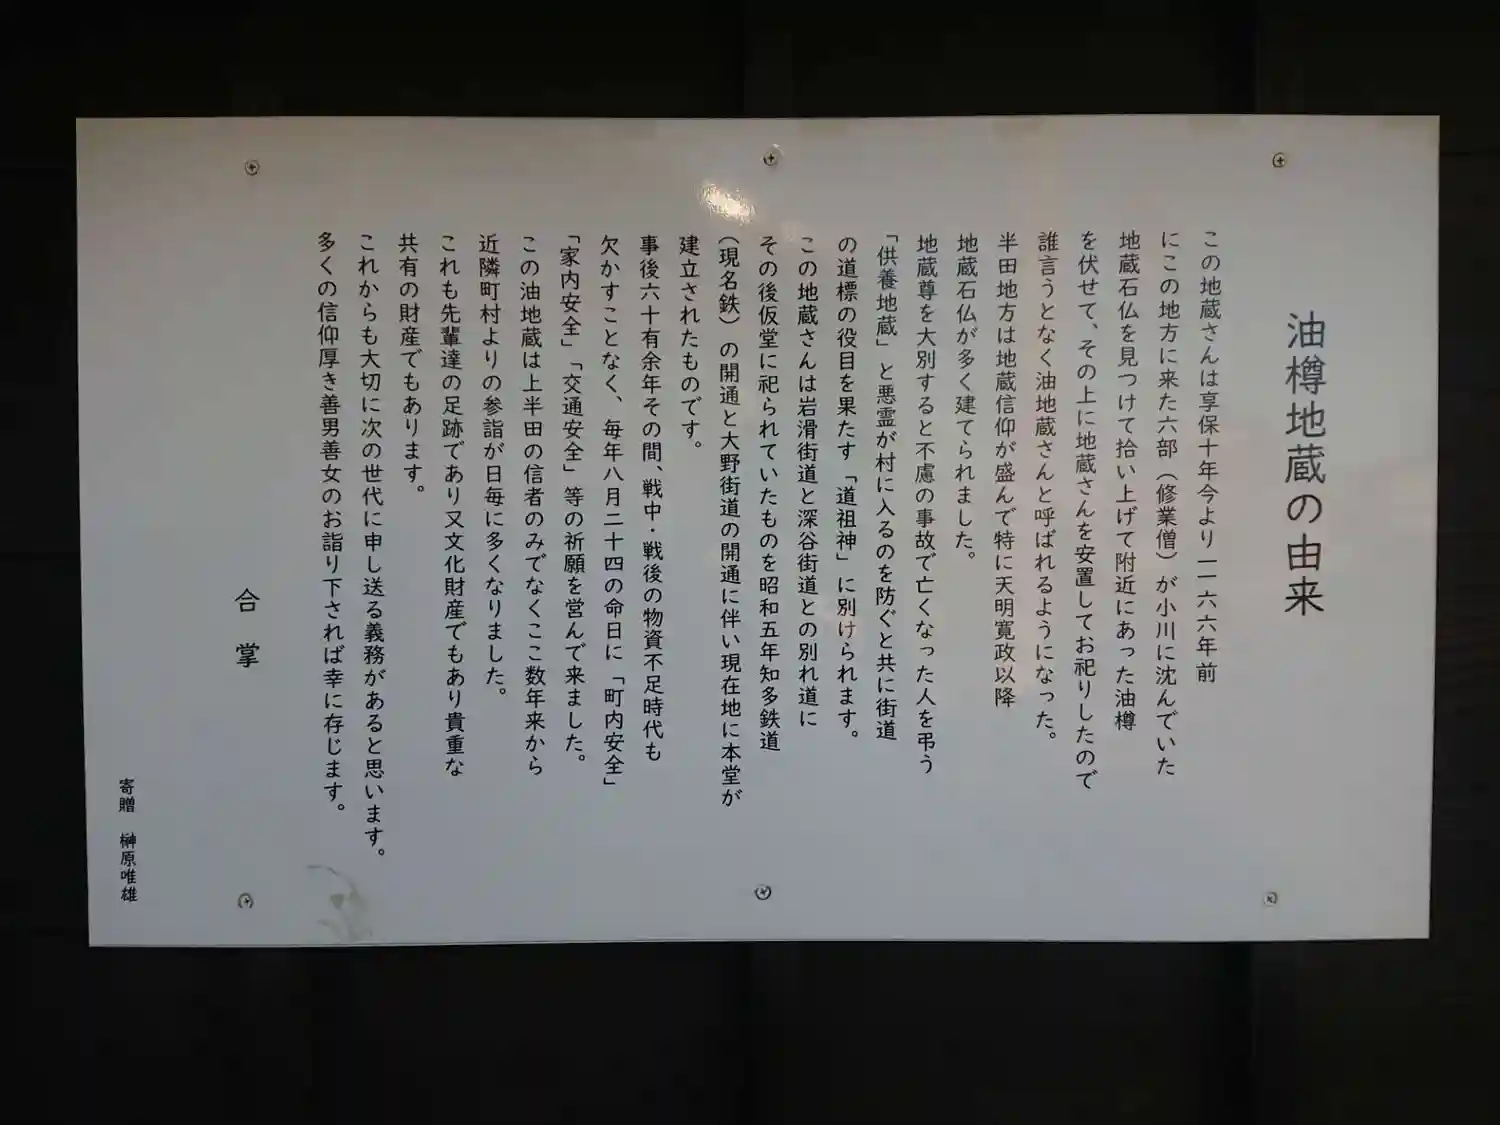 油樽地蔵の由来
この地蔵さんは享保十年今より二六六年前
にこの地方に来た六部（修業僧）が小川に沈んでいた
地蔵石仏を見つけて拾い上げて附近にあった油樽
を伏せて、その上に地蔵さんを安置してお祀りしたので
誰言うとなく油地蔵さんと呼ばれるようになった。
半田地方は地蔵信仰が盛んで特に天明寛政以降
地蔵石仏が多く建てられました。
地蔵尊を大別すると不慮の事故で亡くなった人を弔う
「供養地蔵」と悪霊が村に入るのを防ぐと共に街道
の道標の役目を果たす「道祖神」に別けられます。
この地蔵さんは岩滑街道と深谷街道との別れ道に
その後仮堂に祀られていたものを昭和五年知多鉄道
（現名鉄）の開通と大野街道の開通に伴い現在地に本堂が
建立されたものです。
事後六十有余年その間、戦中・戦後の物資不足時代も
欠かすことなく、毎年八月二十四の命日に「町内安全」
「家内安全」「交通安全」等の祈願を営んで来ました。
この油地蔵は上半田の信者のみでなくここ数年来から
近隣町村よりの参詣が日毎に多くなりました。
これも先輩達の足跡であり又文化財産でもあり貴重な
共有の財産でもあります。
これからも大切に次の世代に申し送る義務があると思います。
多くの信仰厚き善男善女のお詣り下されば幸に存じます。
合掌
寄贈　榊原唯雄